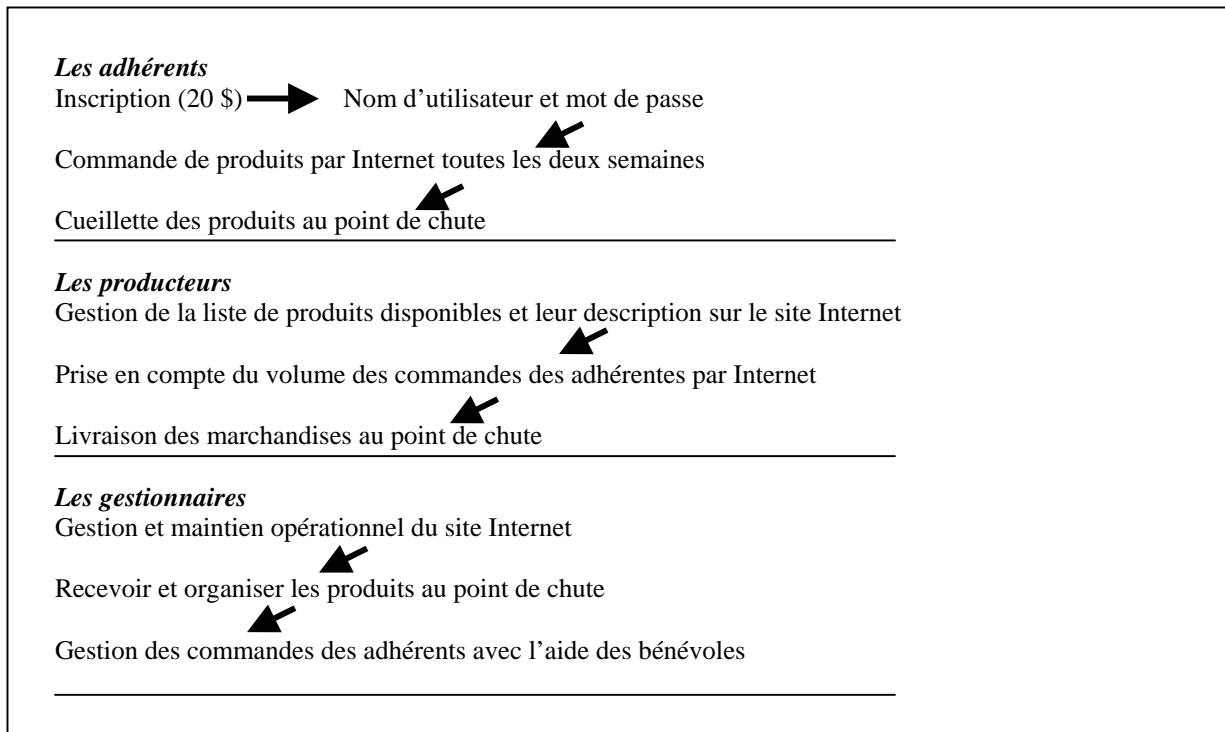 Les adhérents
Inscription (20 $) Nom d'utilisateur et mot de passe
Commande de produits par Internet toutes les deux semaines
Cueillette des produits au point de chute
Les producteurs
Gestion de la liste de produits disponibles et leur description sur le site Internet
Prise en compte du volume des commandes des adhérentes par Internet
Livraison des marchandises au point de chute
Les gestionnaires
Gestion et maintien opérationnel du site Internet
Recevoir et organiser les produits au point de chute
Gestion des commandes des adhérents avec l'aide des bénévoles